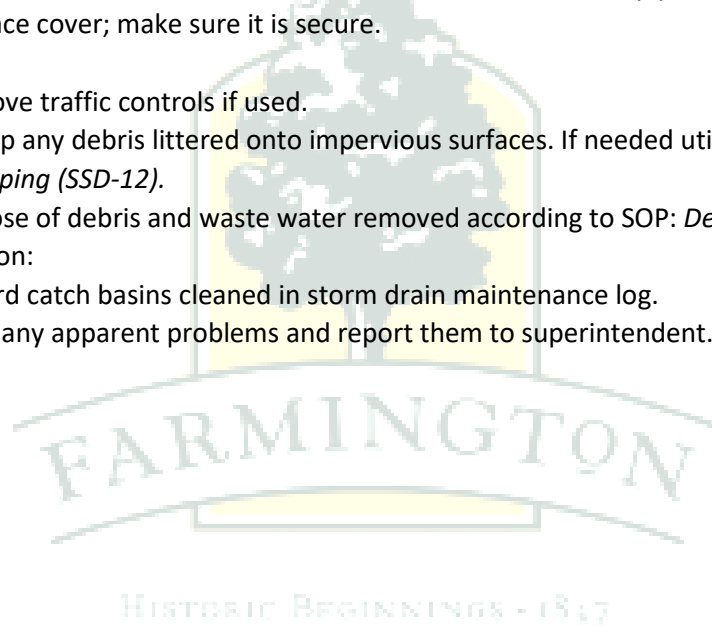 ace cover; make sure it is secure.
ove traffic controls if used.
p any debris littered onto impervious surfaces. If needed uti
ping (SSD-12).
ose of debris and waste water removed according to SOP: De
on:
rd catch basins cleaned in storm drain maintenance log.
any apparent problems and report them to superintendent.
FARMINGTON
HISTORIC BEGINNINGS - 1847